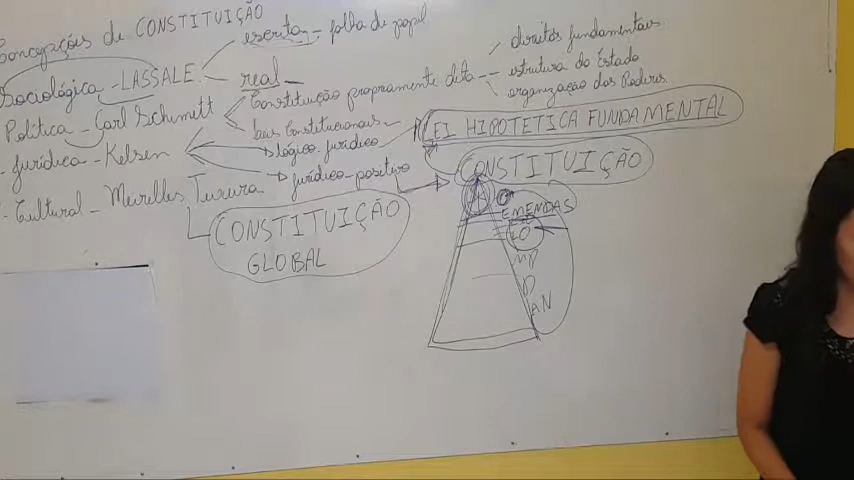 Concepções de CONSTITUIÇÃO
Sociológica - LASSALE
escrita - folha de papel
real
Política - Carl Schmitt
Constituição propriamente dita
direitos fundamentais
estrutura do Estado
organização dos Poderes
Leis Constitucionais
Jurídica - Kelsen
lógico-jurídico
LEI HIPOTETICA FUNDAMENTAL
jurídico-positivo
CONSTITUIÇÃO
Cultural - Meirelles Teixeira
CONSTITUIÇÃO
GLOBAL
EMENDAS
LO
MP
D
AN